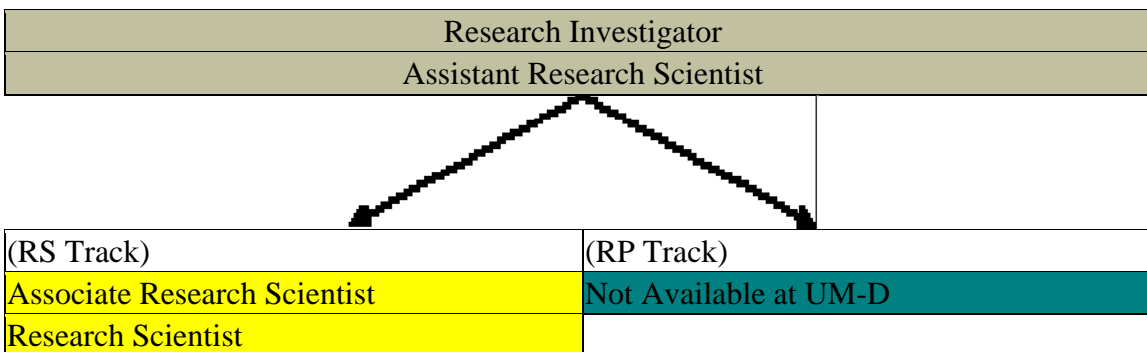 Research Investigator
Assistant Research Scientist
(RS Track)
(RP Track)
Associate Research Scientist
Not Available at UM-D
Research Scientist